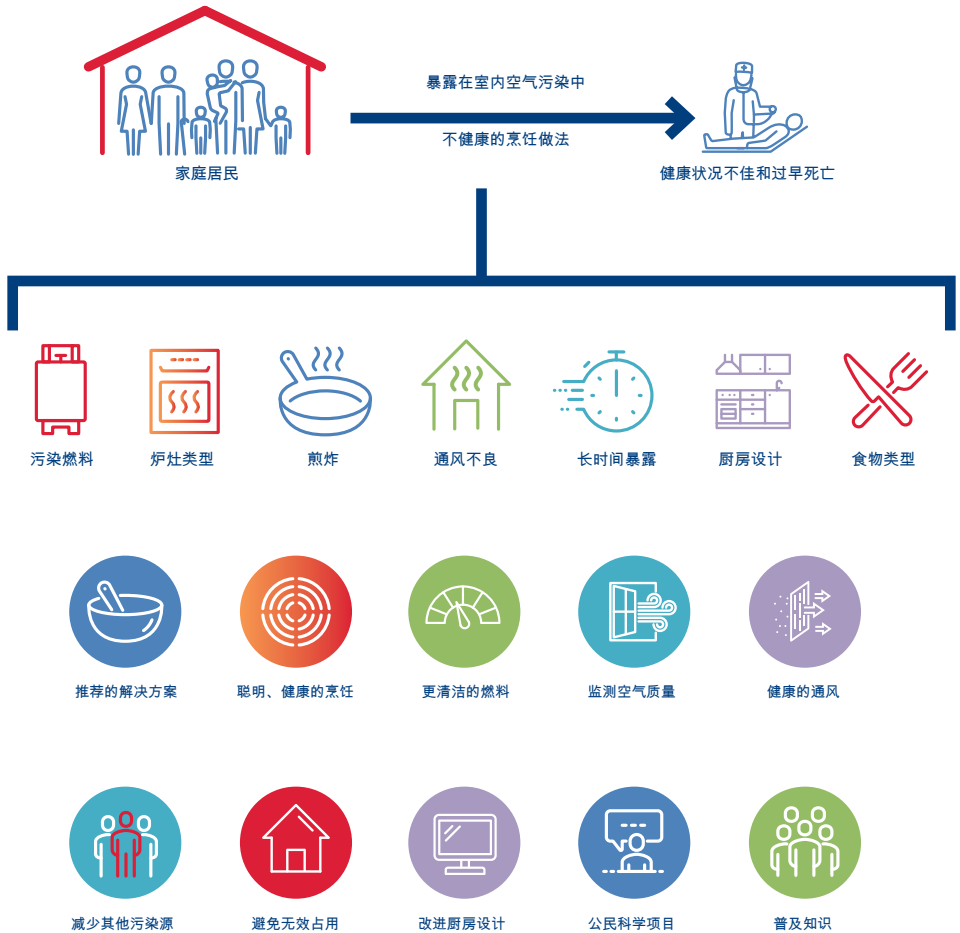 暴露在室内空气污染中
不健康的烹饪做法
家庭居民
健康状况不佳和过早死亡
污染燃料
炉灶类型
煎炸
通风不良
长时间暴露
厨房设计
食物类型
推荐的解决方案
聪明、健康的烹饪
更清洁的燃料
监测空气质量
健康的通风
减少其他污染源
避免无效占用
改进厨房设计
公民科学项目
普及知识